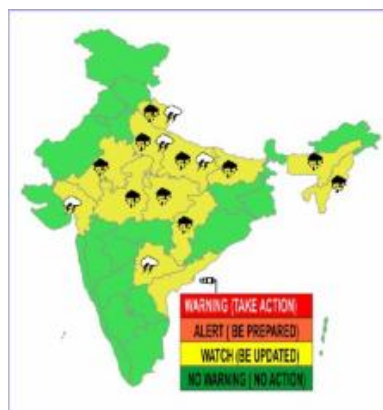 WARNING (TAKE ACTION)
ALERT ( BE PREPARED)
WATCH (BE UPDATED)
NO WARNING ( NO ACTION)